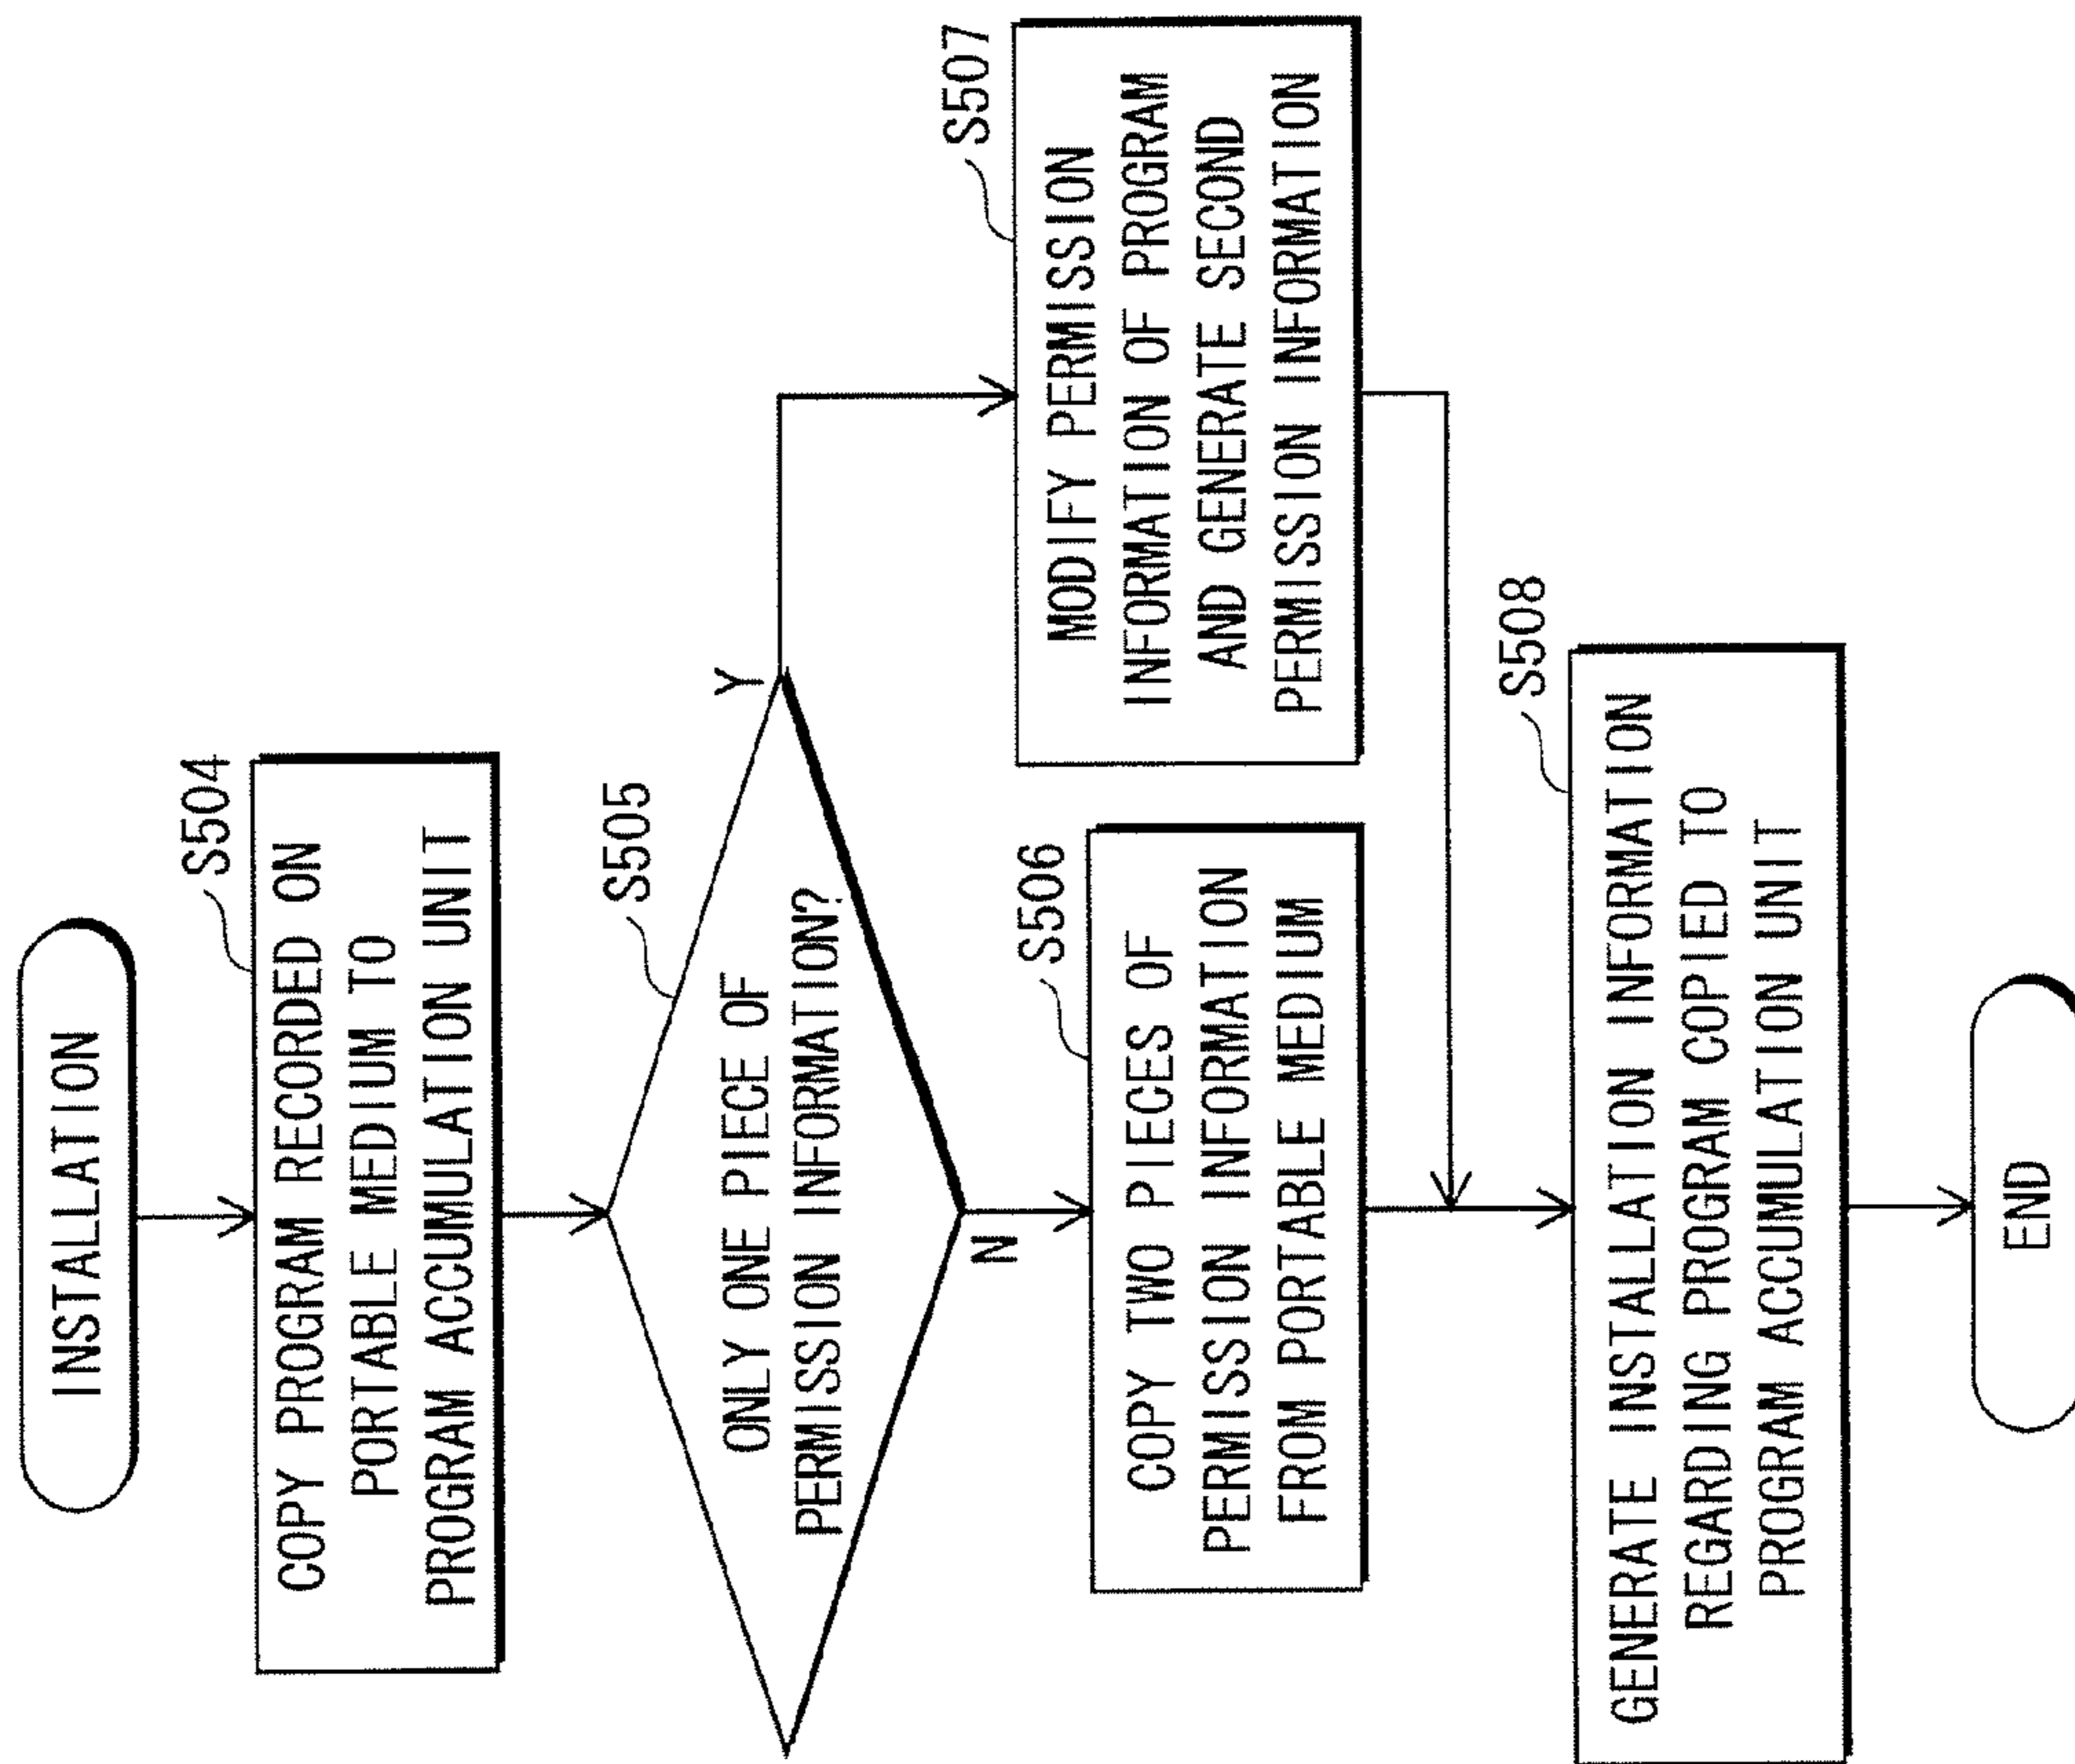 INSTALLATION
S504
COPY PROGRAM RECORDED ON
PORTABLE MEDIUM TO
PROGRAM ACCUMULATION UNIT
S505
ONLY ONE PIECE OF
PERMISSION INFORMATION?
Y
N
S506
COPY TWO PIECES OF
PERMISSION INFORMATION
FROM PORTABLE MEDIUM
S507
MODIFY PERMISSION
INFORMATION OF PROGRAM
AND GENERATE SECOND
PERMISSION INFORMATION
S508
GENERATE INSTALLATION INFORMATION
REGARDING PROGRAM COPIED TO
PROGRAM ACCUMULATION UNIT
END